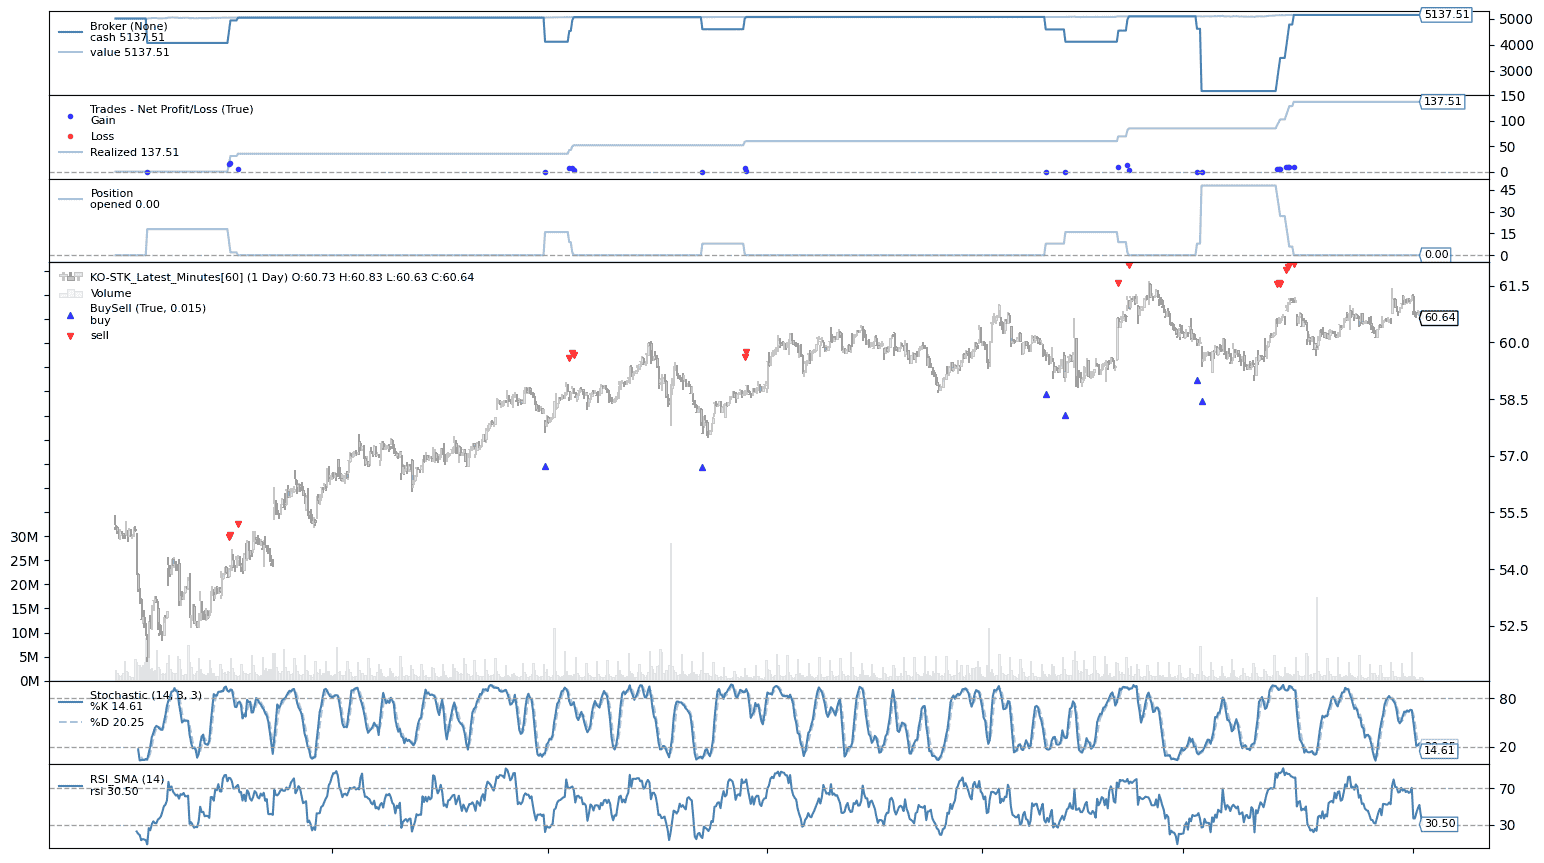 Broker (None)
cash 5137.51
value 5137.51
5137.51
5000
4000
3000
Trades - Net Profit/Loss (True)
Gain
Loss
Realized 137.51
137.51
150
100
50
0
Position
opened 0.00
0.00
45
30
15
0
KO-STK_Latest_Minutes[60] (1 Day) O:60.73 H:60.83 L:60.63 C:60.64
Volume
BuySell (True, 0.015)
buy
sell
60.64
61.5
60.0
58.5
57.0
55.5
54.0
52.5
30M
25M
20M
15M
10M
5M
0M
Stochastic (14, 3, 3)
%K 14.61
%D 20.25
80
20
14.61
RSI_SMA (14)
rsi 30.50
70
30
30.50